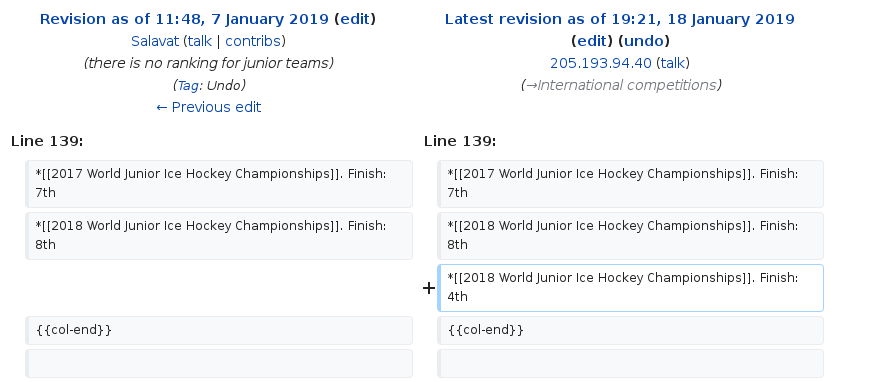 Revision as of 11:48, 7 January 2019 (edit)
Salavat (talk | contribs)
(there is no ranking for junior teams)
(Tag: Undo)
← Previous edit
Latest revision as of 19:21, 18 January 2019
(edit) (undo)
205.193.94.40 (talk)
(→International competitions)
Line 139:
Line 139:
*[[2017 World Junior Ice Hockey Championships]]. Finish:
7th
*[[2017 World Junior Ice Hockey Championships]]. Finish:
7th
*[[2018 World Junior Ice Hockey Championships]]. Finish:
8th
*[[2018 World Junior Ice Hockey Championships]]. Finish:
8th
+
*[[2018 World Junior Ice Hockey Championships]]. Finish:
4th
{{col-end}}
{{col-end}}